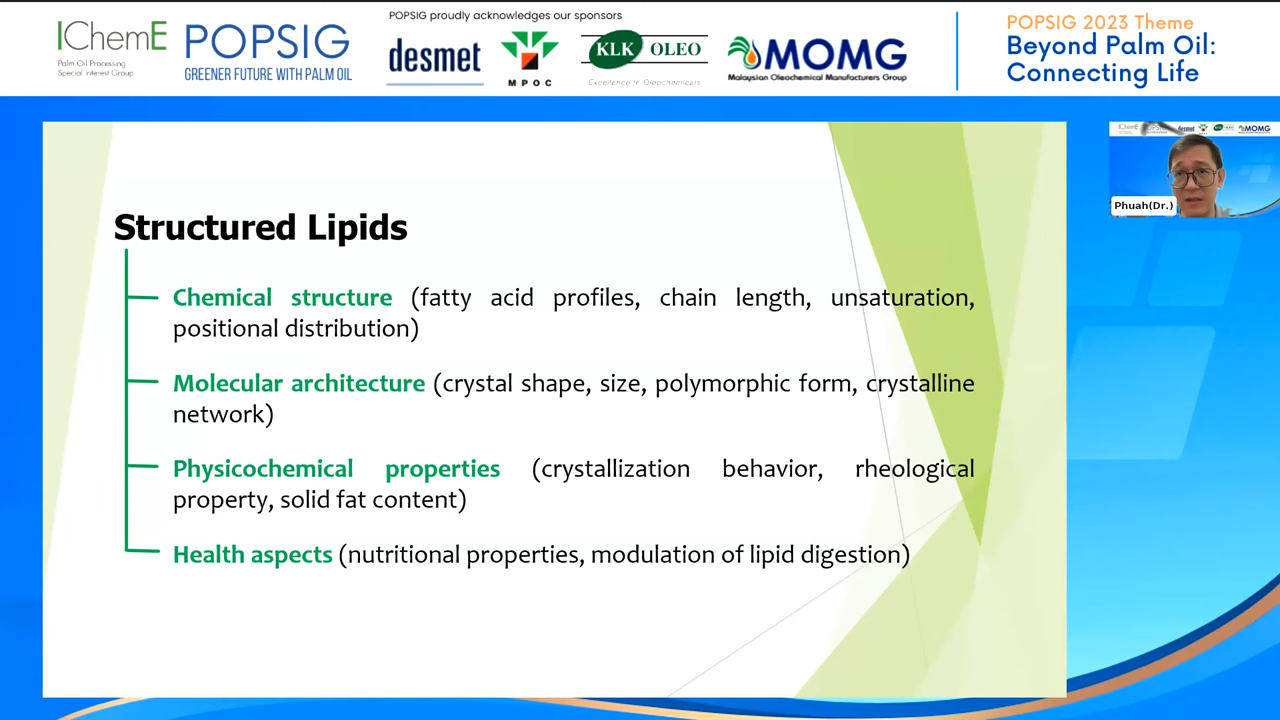 IChemE
Palm Oil Processing
Special Interest Group
POPSIG
GREENER FUTURE WITH PALM OIL
POPSIG proudly acknowledges our sponsors
desmet
MPOC
KLK OLEO
Excellence in Oleochemicals
MOMG
Malaysian Oleochemical Manufacturers Group
POPSIG 2023 Theme
Beyond Palm Oil:
Connecting Life
Structured Lipids
Chemical structure (fatty acid profiles, chain length, unsaturation,
positional distribution)
Molecular architecture (crystal shape, size, polymorphic form, crystalline
network)
Physicochemical properties (crystallization behavior, rheological
property, solid fat content)
Health aspects (nutritional properties, modulation of lipid digestion)
IChemE
desmet
MOMG
Phuah(Dr.)